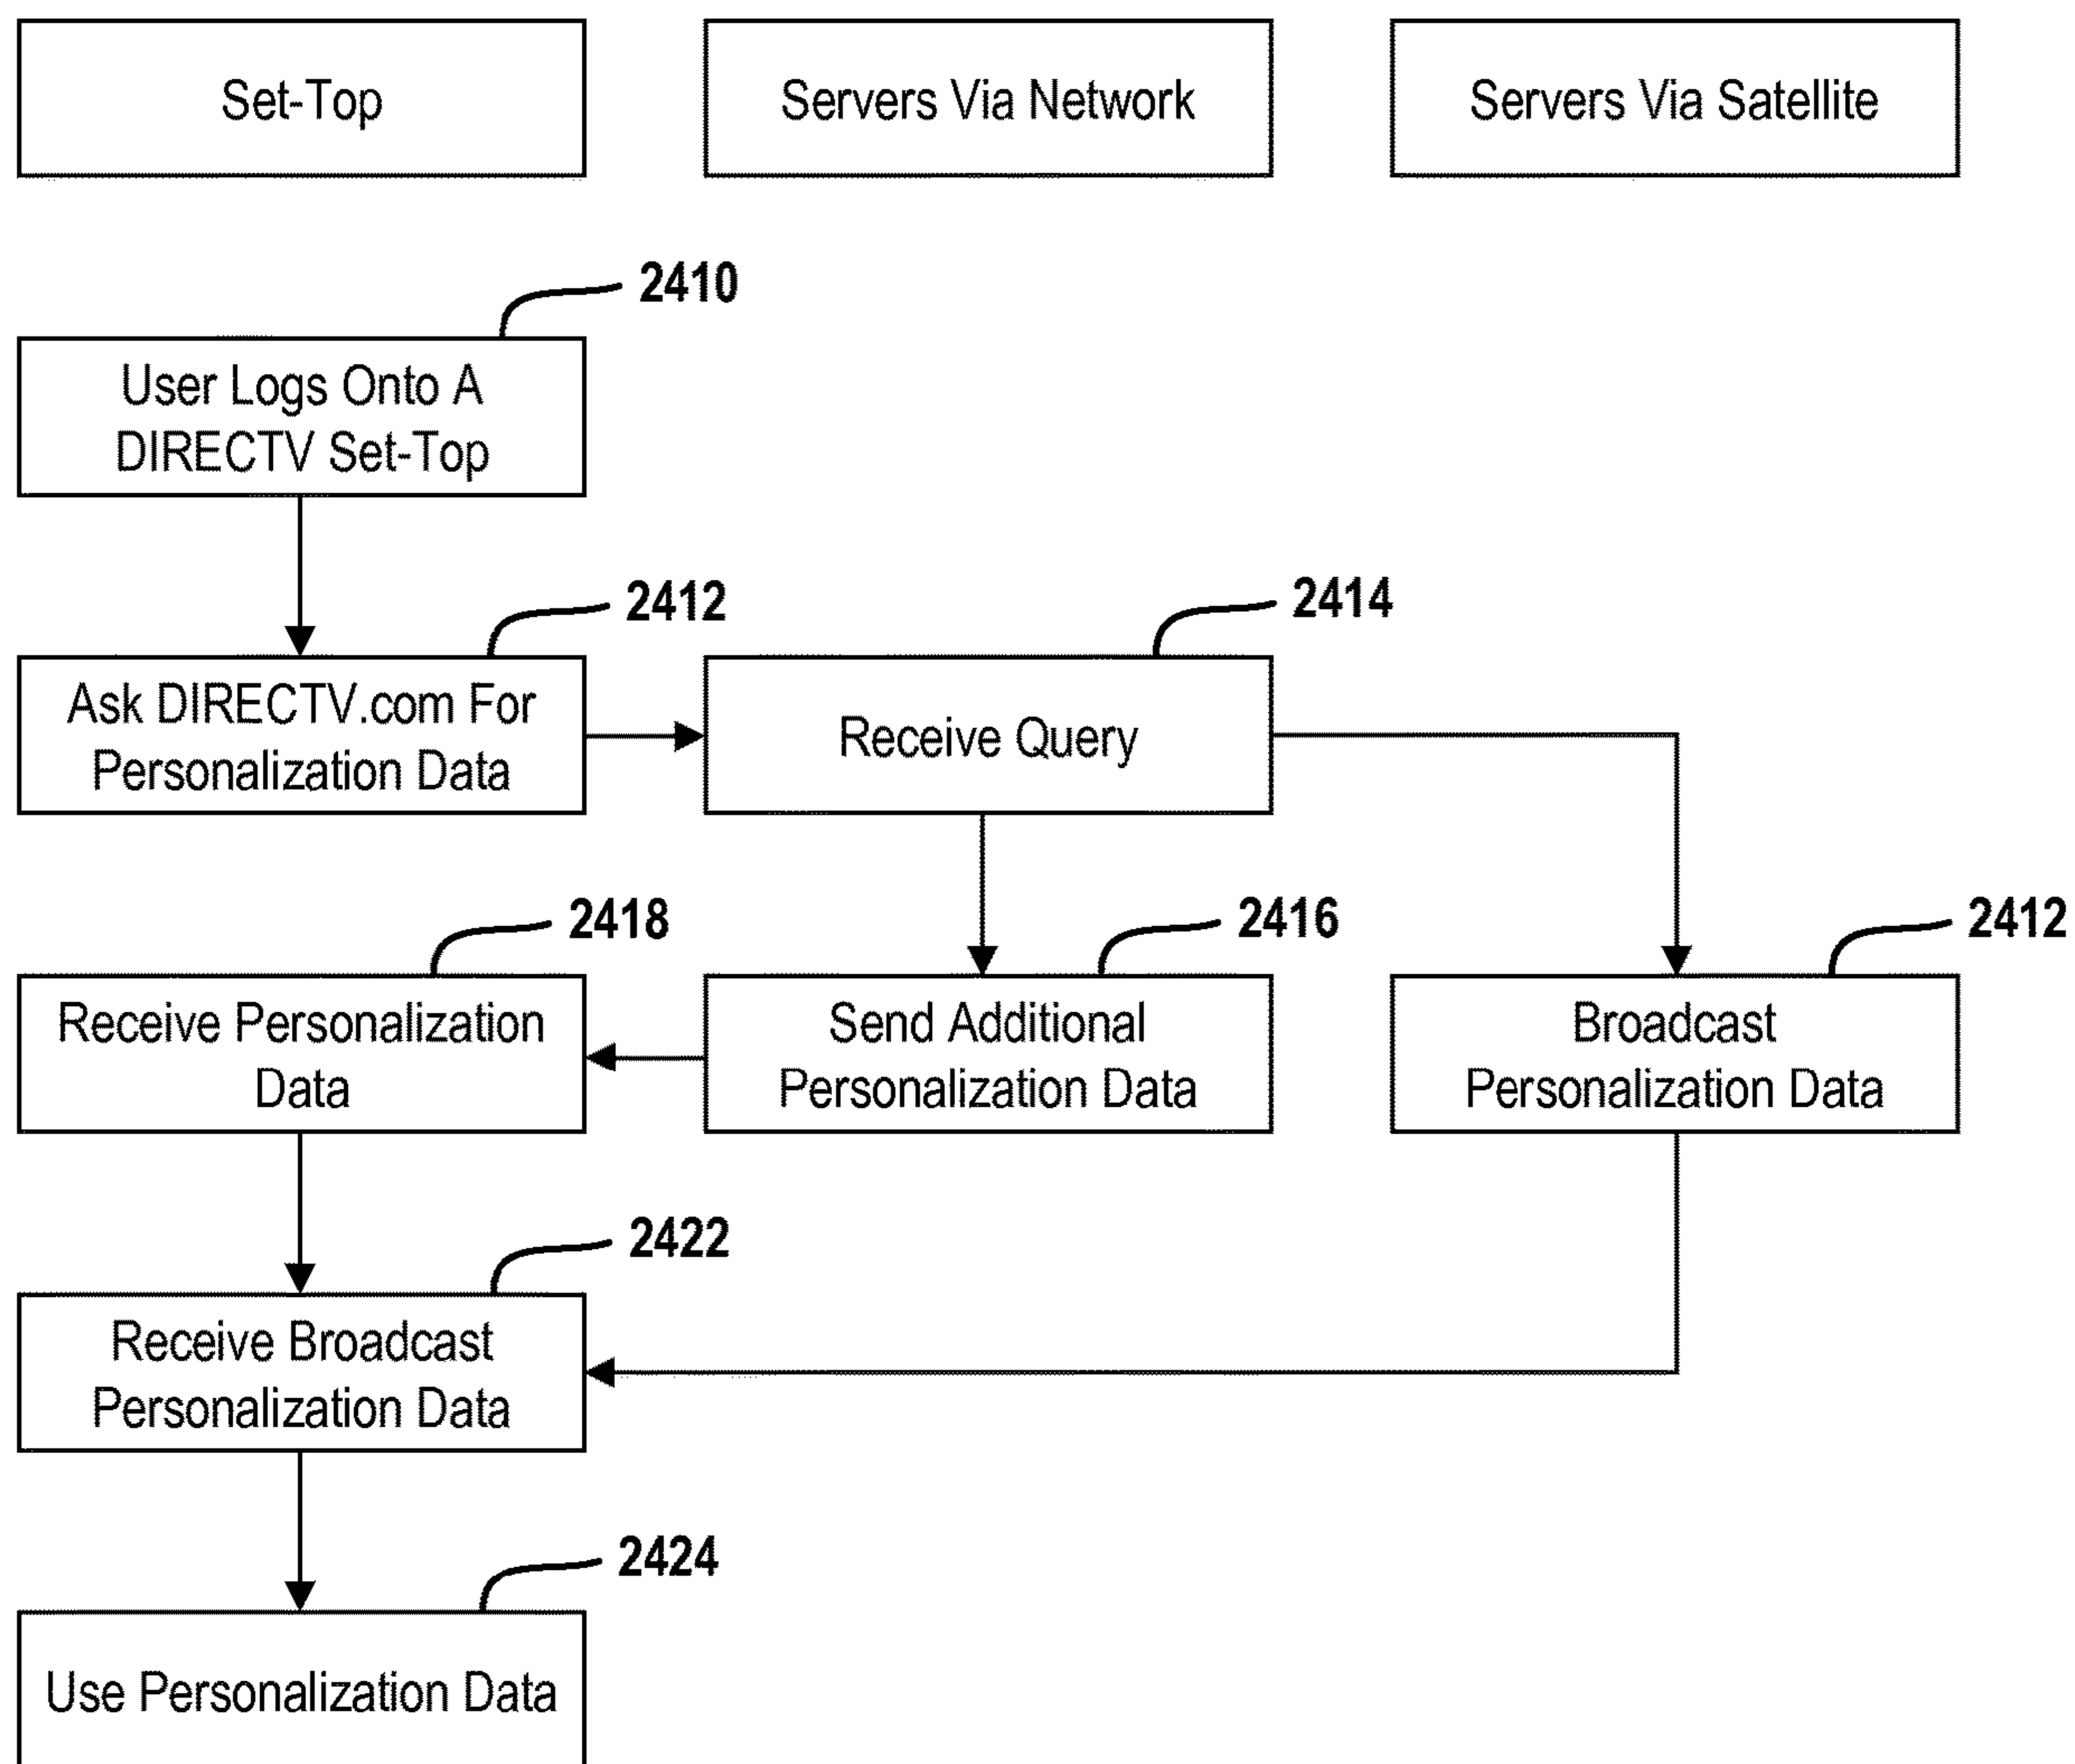 Set-Top
Servers Via Network
Servers Via Satellite
2410
User Logs Onto A
DIRECTV Set-Top
2412
2414
Ask DIRECTV.com For
Personalization Data
Receive Query
2418
2416
2412
Receive Personalization
Data
Send Additional
Personalization Data
Broadcast
Personalization Data
2422
Receive Broadcast
Personalization Data
2424
Use Personalization Data